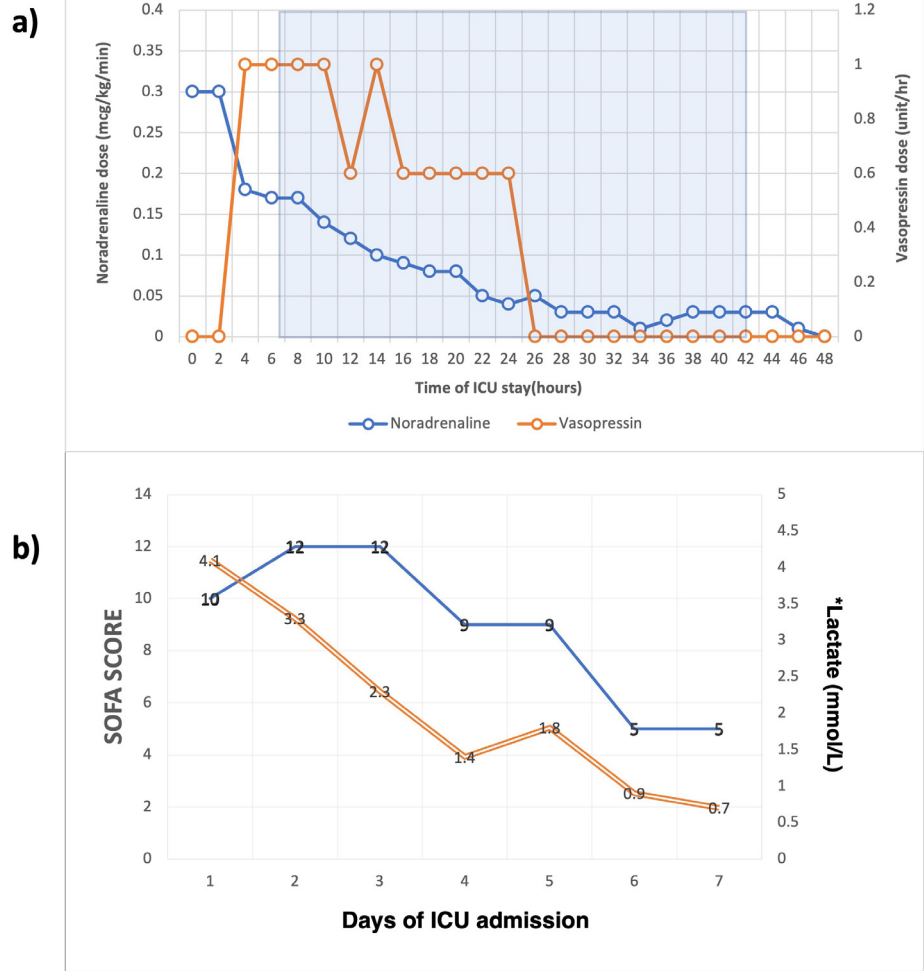 a)
0.4
0.35
0.3
0.25
0.2
0.15
0.1
0.05
0
Noradrenaline dose (mcg/kg/min)
1.2
1
0.8
0.6
0.4
0.2
0
Vasopressin dose (unit/hr)
0 2 4 6 8 10 12 14 16 18 20 22 24 26 28 30 32 34 36 38 40 42 44 46 48
Time of ICU stay(hours)
Noradrenaline Vasopressin
b)
14
12
10
8
6
4
2
0
SOFA SCORE
10 12 12 9 9 5 5
4.1 3.3 2.3 1.4 1.8 0.9 0.7
5
4.5
4
3.5
3
2.5
2
1.5
1
0.5
0
*Lactate (mmol/L)
1 2 3 4 5 6 7
Days of ICU admission